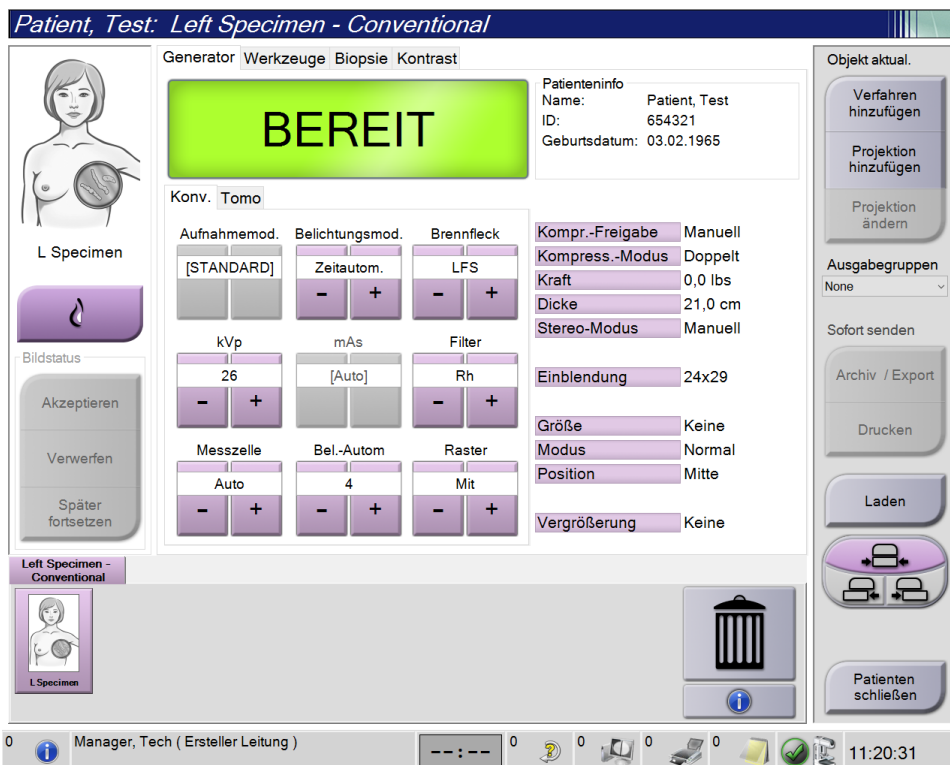 Patient, Test: Left Specimen - Conventional
L Specimen
Bildstatus
Akzeptieren
Verwerfen
Später
fortsetzen
Generator Werkzeuge Biopsie Kontrast
BEREIT
Patienteninfo
Name: Patient, Test
ID: 654321
Geburtsdatum: 03.02.1965
Konv. Tomo
Aufnahmemod. Belichtungsmod. Brennfleck
[STANDARD] Zeitautom. LFS
- + - +
kVp mAs Filter
26 [Auto] Rh
- + - +
Messzelle Bel.-Autom Raster
Auto 4 Mit
- + - + - +
Kompr.-Freigabe Manuell
Kompress.-Modus Doppelt
Kraft 0,0 lbs
Dicke 21,0 cm
Stereo-Modus Manuell
Einblendung 24x29
Größe Keine
Modus Normal
Position Mitte
Vergrößerung Keine
Objekt aktual.
Verfahren
hinzufügen
Projektion
hinzufügen
Projektion
ändern
Ausgabegruppen
None
Sofort senden
Archiv / Export
Drucken
Laden
Patienten
schließen
Left Specimen -
Conventional
L Specimen
0 Manager, Tech ( Ersteller Leitung ) --:-- 0 0 0 0 11:20:31